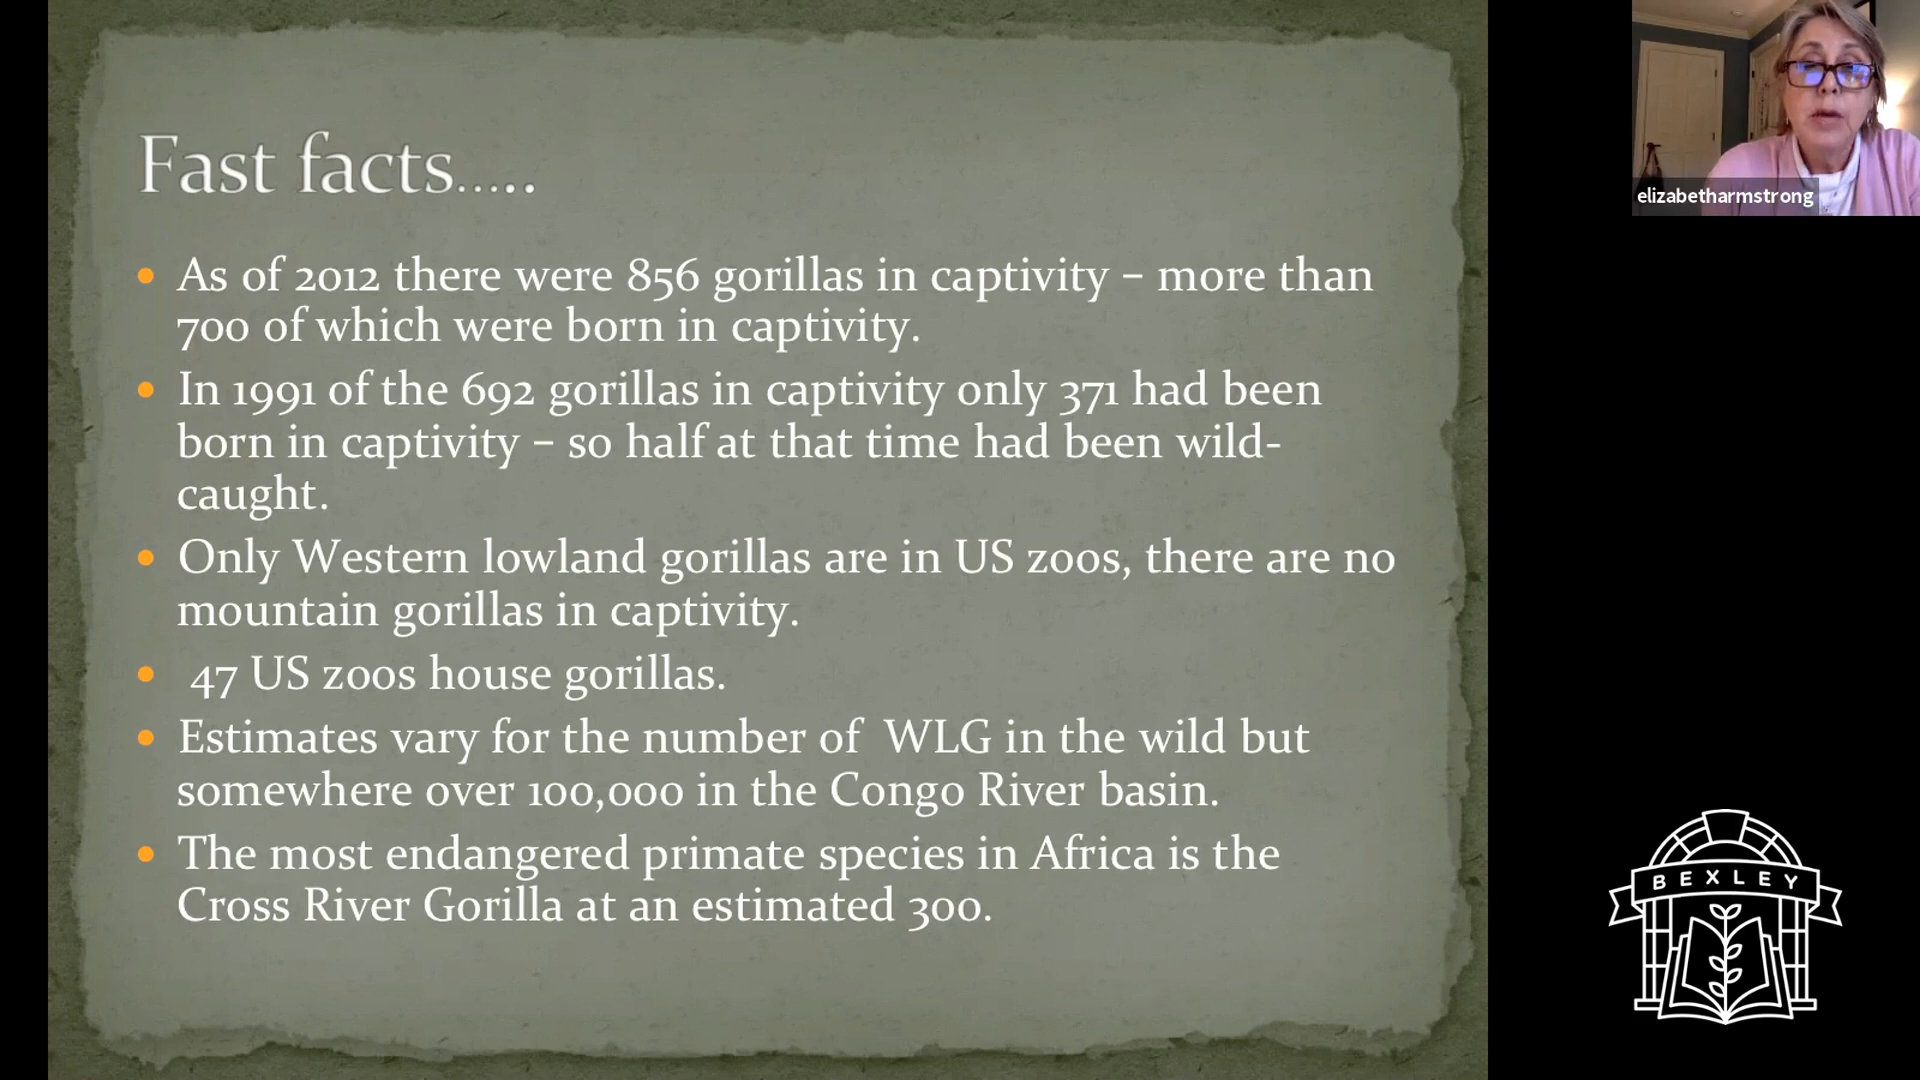 Fast facts.....
• As of 2012 there were 856 gorillas in captivity – more than
700 of which were born in captivity.
• In 1991 of the 692 gorillas in captivity only 371 had been
born in captivity – so half at that time had been wild-
caught.
• Only Western lowland gorillas are in US zoos, there are no
mountain gorillas in captivity.
• 47 US zoos house gorillas.
• Estimates vary for the number of  WLG in the wild but
somewhere over 100,000 in the Congo River basin.
• The most endangered primate species in Africa is the
Cross River Gorilla at an estimated 300.
elizabetharmstrong
BEXLEY